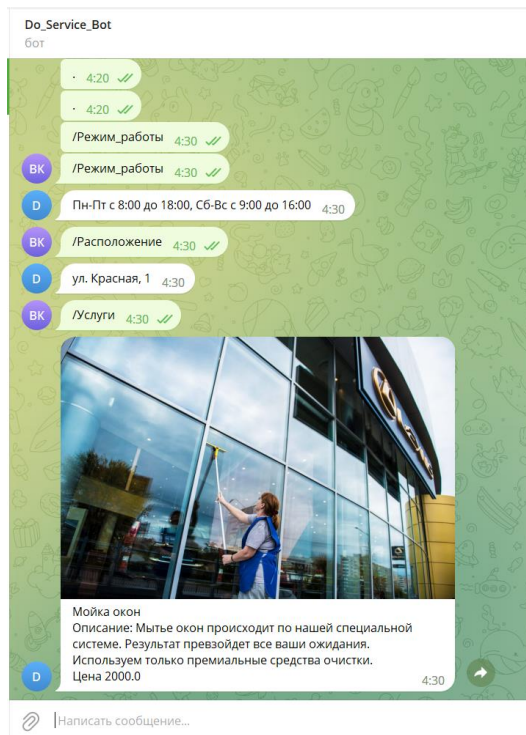 Do_Service_Bot
бот
. 4:20
. 4:20
/Режим_работы 4:30
ВК /Режим_работы 4:30
D Пн-Пт с 8:00 до 18:00, Сб-Вс с 9:00 до 16:00 4:30
ВК /Расположение 4:30
D ул. Красная, 1 4:30
ВК /Услуги 4:30
Мойка окон
Описание: Мытье окон происходит по нашей специальной
системе. Результат превзойдет все ваши ожидания.
Используем только премиальные средства очистки.
D Цена 2000.0 4:30
Написать сообщение...